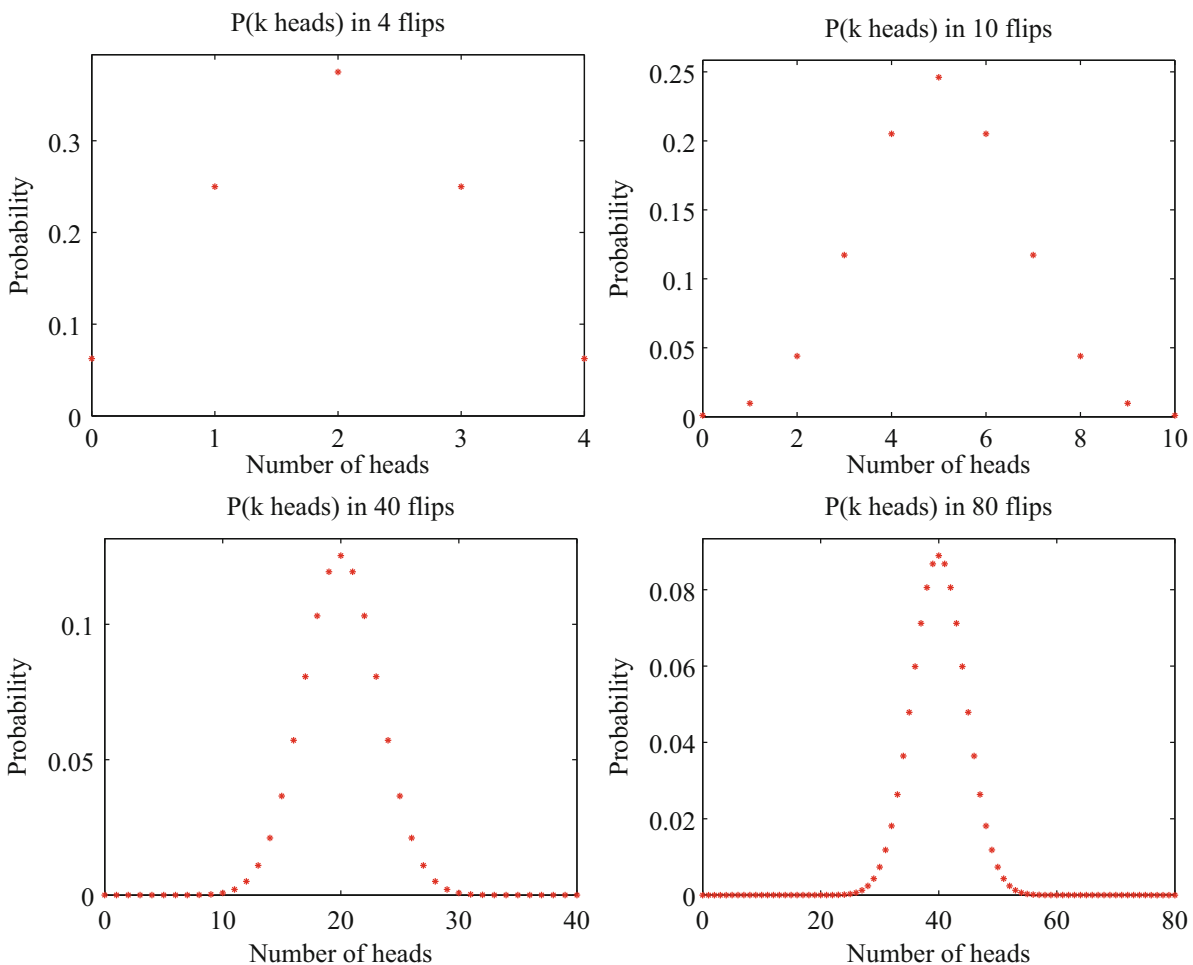 P(k heads) in 4 flips
Probability
0.3
0.2
0.1
0
0 1 2 3 4
Number of heads
P(k heads) in 10 flips
Probability
0.25
0.2
0.15
0.1
0.05
0
0 2 4 6 8 10
Number of heads
P(k heads) in 40 flips
Probability
0.1
0.05
0
0 10 20 30 40
Number of heads
P(k heads) in 80 flips
Probability
0.08
0.06
0.04
0.02
0
0 20 40 60 80
Number of heads